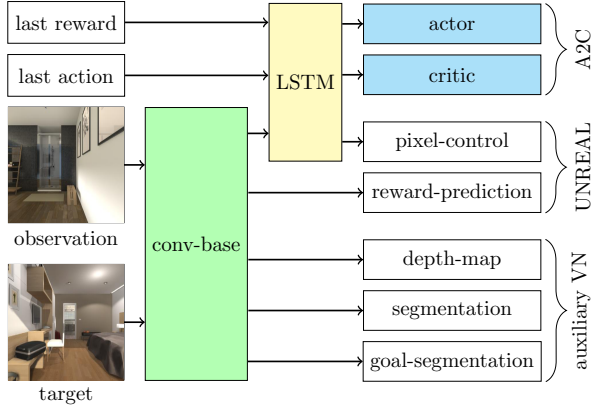 last reward
last action
observation
target
conv-base
LSTM
actor
critic
pixel-control
reward-prediction
depth-map
segmentation
goal-segmentation
A2C
UNREAL
auxiliary VN